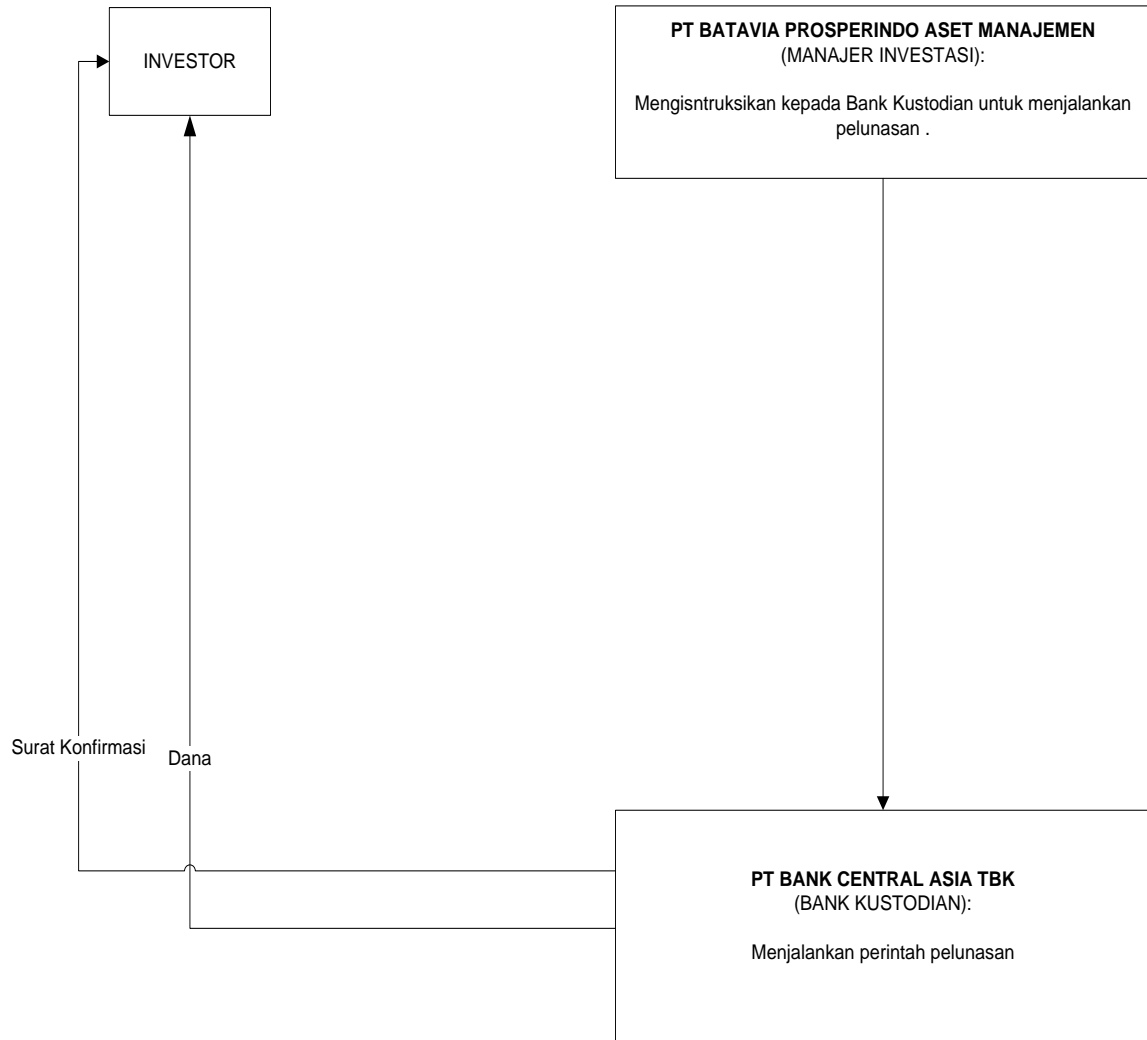 INVESTOR
PT BATAVIA PROSPERINDO ASET MANAJEMEN
(MANAJER INVESTASI):
Mengisntruksikan kepada Bank Kustodian untuk menjalankan
pelunasan .
Surat Konfirmasi
Dana
PT BANK CENTRAL ASIA TBK
(BANK KUSTODIAN):
Menjalankan perintah pelunasan